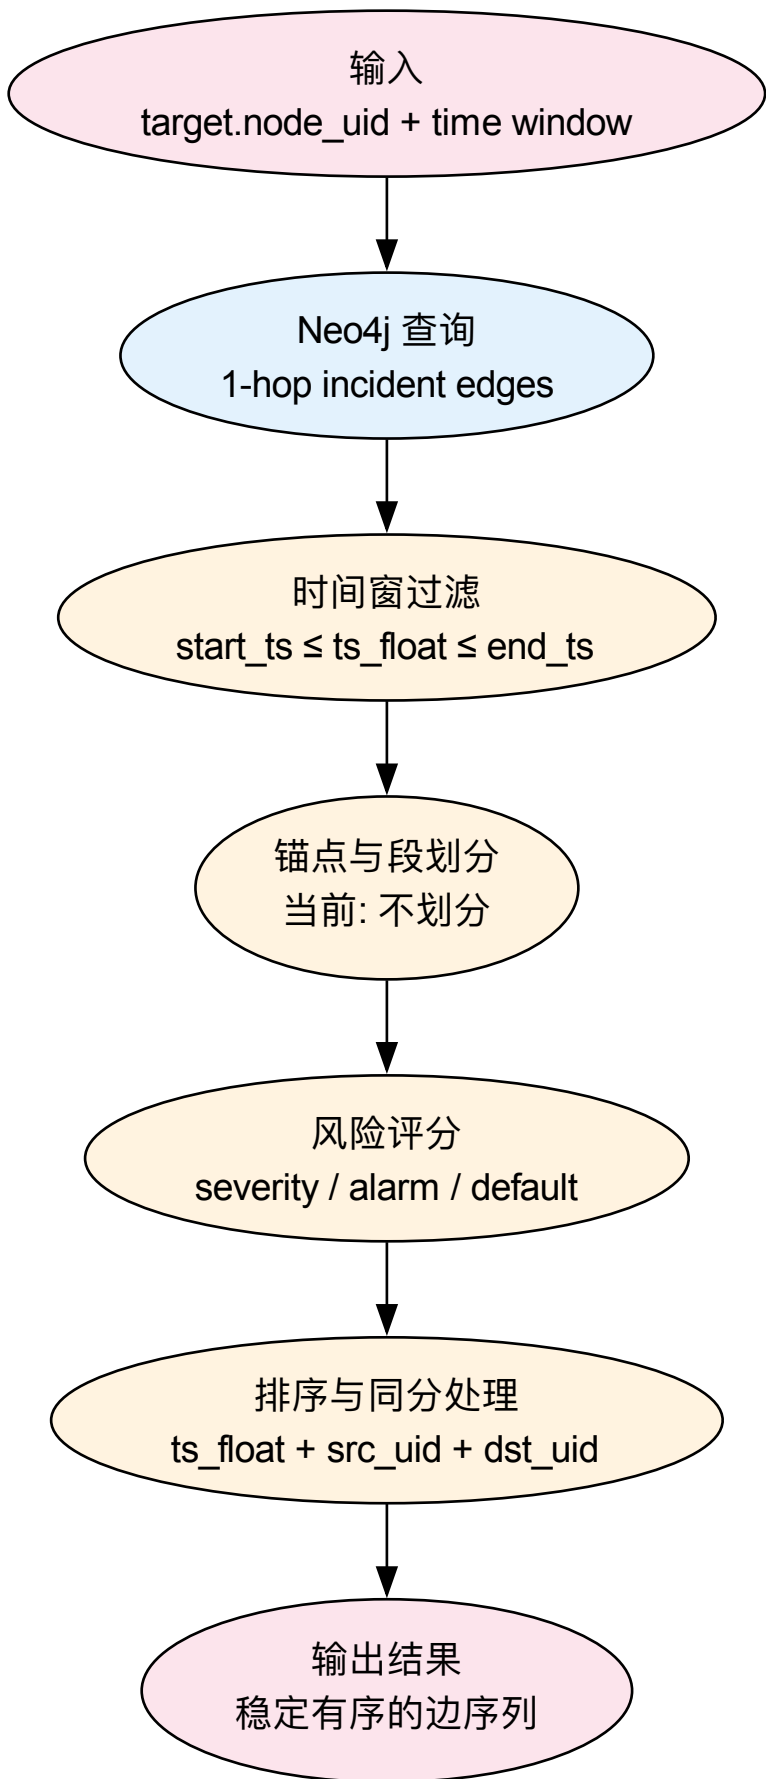 输入
target.node_uid + time window
Neo4j 查询
1-hop incident edges
时间窗过滤
start_ts ≤ ts_float ≤ end_ts
锚点与段划分
当前: 不划分
风险评分
severity / alarm / default
排序与同分处理
ts_float + src_uid + dst_uid
输出结果
稳定有序的边序列